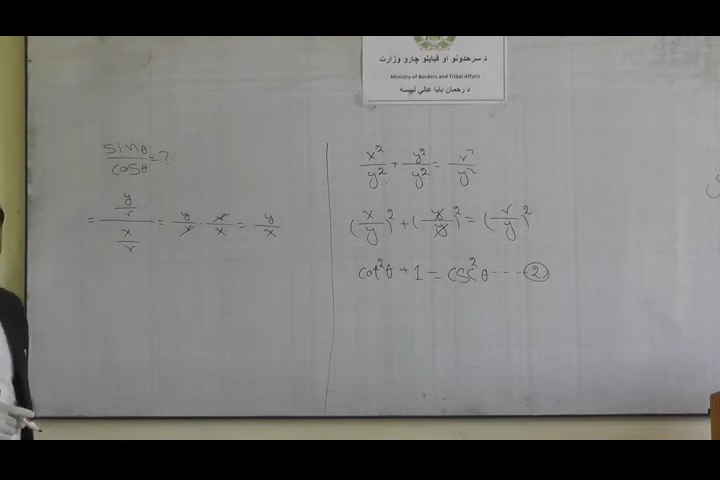 د سرحدونو او قبایلو چارو وزارت
Ministry of Borders and Tribal Affairs
د رحمان بابا عالي لیېسه
sinθ/cosθ = ?
= (y/r)/(x/r) = y/r · r/x = y/x
x²/y² + y²/y² = r²/y²
(x/y)² + (y/y)² = (r/y)²
cot²θ + 1 = csc²θ --- ②